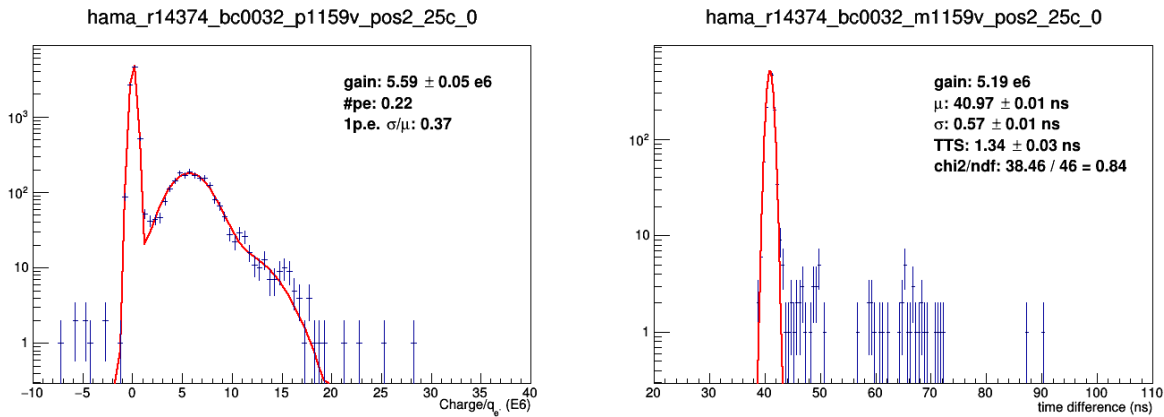 hama_r14374_bc0032_p1159v_pos2_25c_0
gain: 5.59 ± 0.05 e6
#pe: 0.22
1p.e. σ/μ: 0.37
10³
10²
10
1
−10 −5 0 5 10 15 20 25 30 35 40
Charge/q_e⁻ (E6)
hama_r14374_bc0032_m1159v_pos2_25c_0
gain: 5.19 e6
μ: 40.97 ± 0.01 ns
σ: 0.57 ± 0.01 ns
TTS: 1.34 ± 0.03 ns
chi2/ndf: 38.46 / 46 = 0.84
10²
10
1
20 30 40 50 60 70 80 90 100 110
time difference (ns)